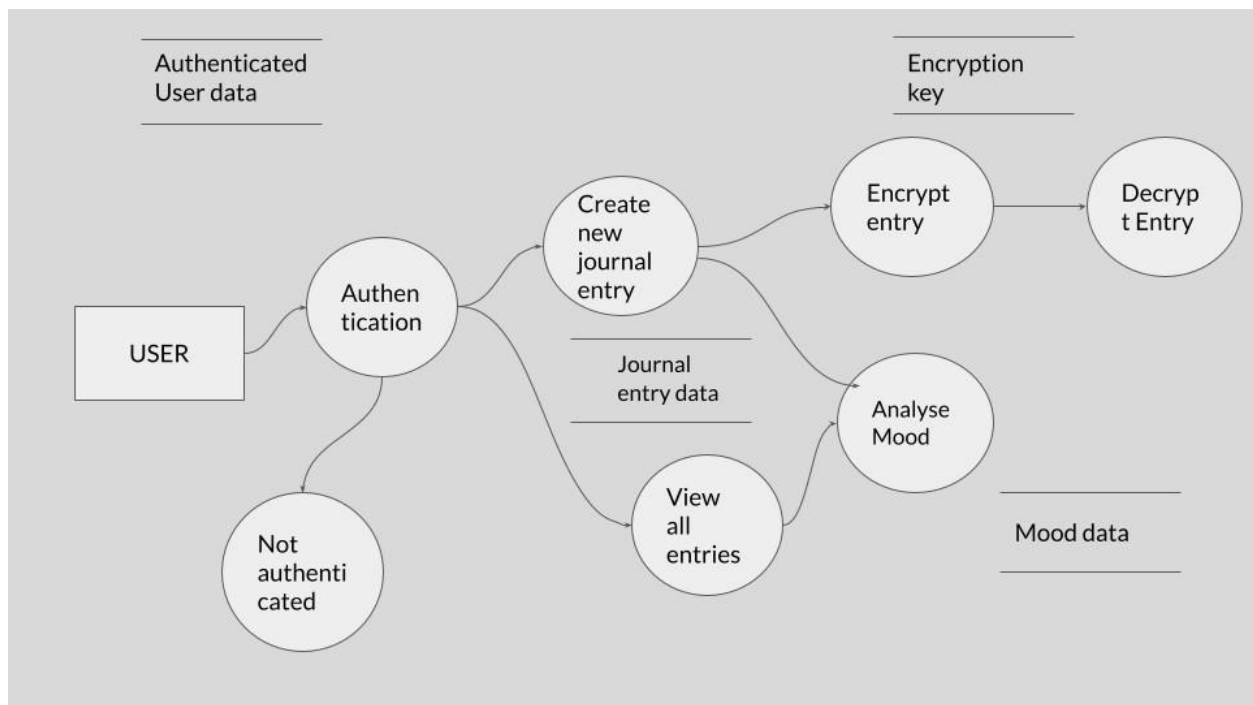 Authenticated
User data
Encryption
key
Create
new
journal
entry
Encrypt
entry
Decryp
t Entry
Authen
tication
USER
Journal
entry data
Analyse
Mood
View
all
entries
Not
authenti
cated
Mood data